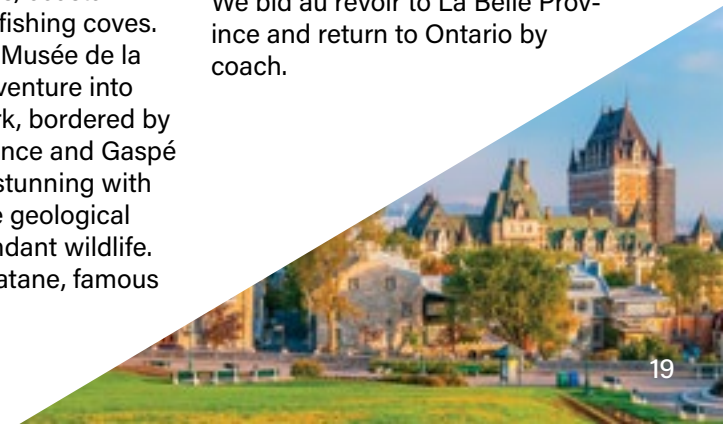 fishing coves.
Musée de la
venture into
rk, bordered by
nce and Gaspé
stunning with
e geological
ndant wildlife.
atane, famous
We bid au revoir to La Belle Prov-
ince and return to Ontario by
coach.
19